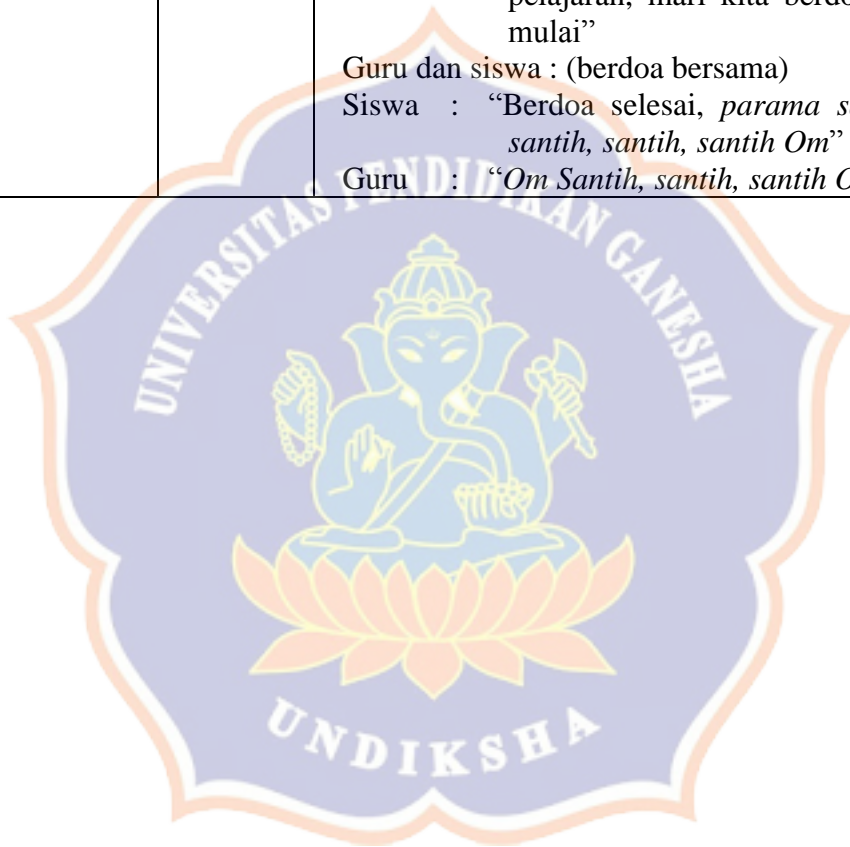 pelajaran, mari kita
mulai”
Guru dan siswa : (berdoa bersama)
Siswa : “Berdoa selesai, parama
santih, santih, santih Om”
Guru : “Om Santih, santih, santih
UNIVERSITAS PENDIDIKAN GANESHA
UNDIKSHA